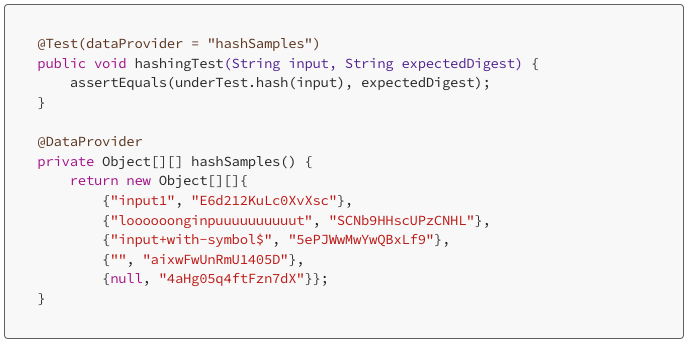 @Test(dataProvider = "hashSamples")
public void hashingTest(String input, String expectedDigest) {
    assertEquals(underTest.hash(input), expectedDigest);
}

@DataProvider
private Object[][] hashSamples() {
    return new Object[][]{
        {"input1", "E6d212KuLc0XvXsc"},
        {"loooooonginpuuuuuuuuuut", "SCNb9HHscUPzCNHL"},
        {"input+with-symbol$", "5ePJWwMwYwQBxLf9"},
        {"", "aixwFwUnRmU1405D"},
        {null, "4aHg05q4ftFzn7dX"}};
}